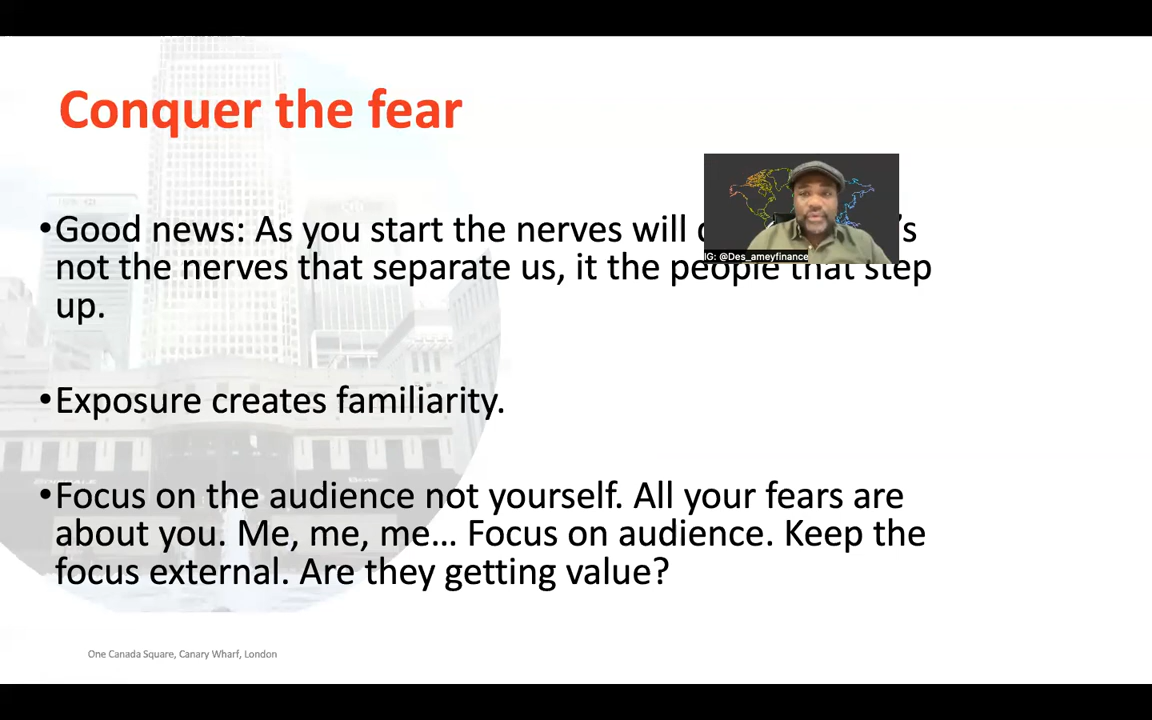 Conquer the fear
•Good news: As you start the nerves will
not the nerves that separate us, it the people that step
up.
•Exposure creates familiarity.
•Focus on the audience not yourself. All your fears are
about you. Me, me, me... Focus on audience. Keep the
focus external. Are they getting value?
IG: @Des_ameyfinance
One Canada Square, Canary Wharf, London